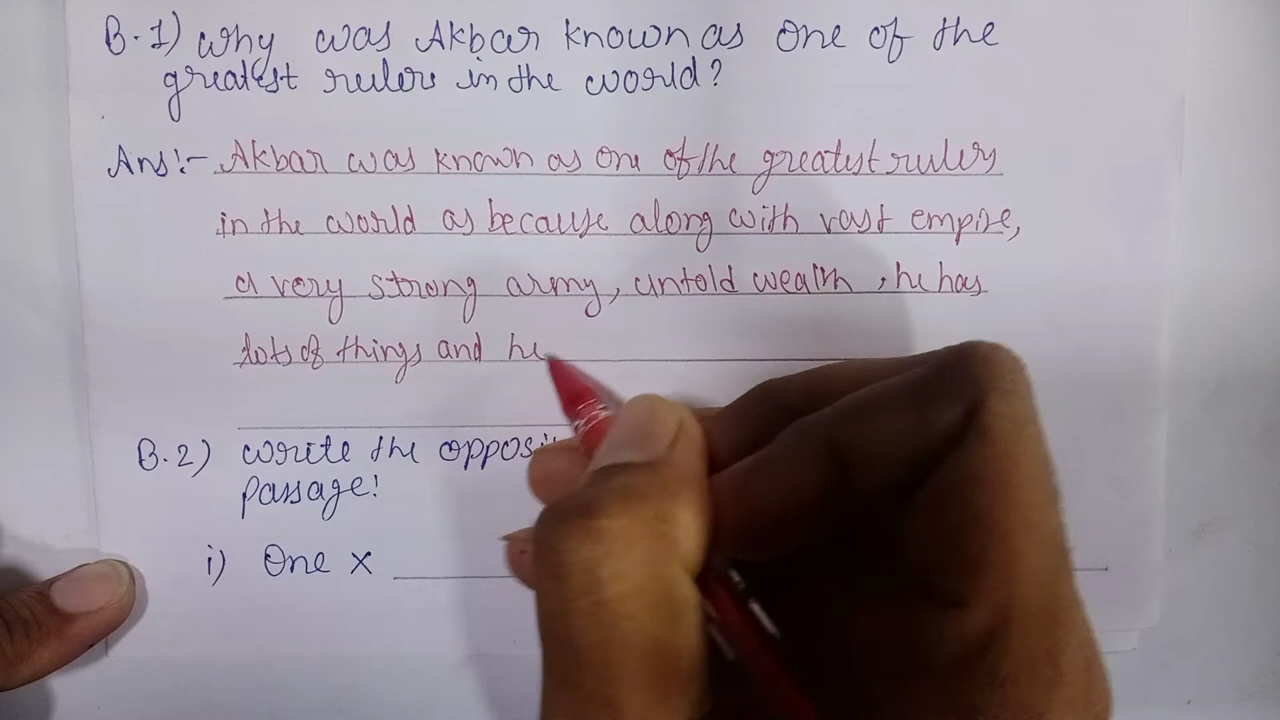 B.1) Why was Akbar known as one of the
greatest rulers in the world?
Ans:- Akbar was known as one of the greatest rulers
in the world as because along with vast empire,
a very strong army, untold wealth, he has
lots of things and he
B.2) Write the
passage!
i) One x